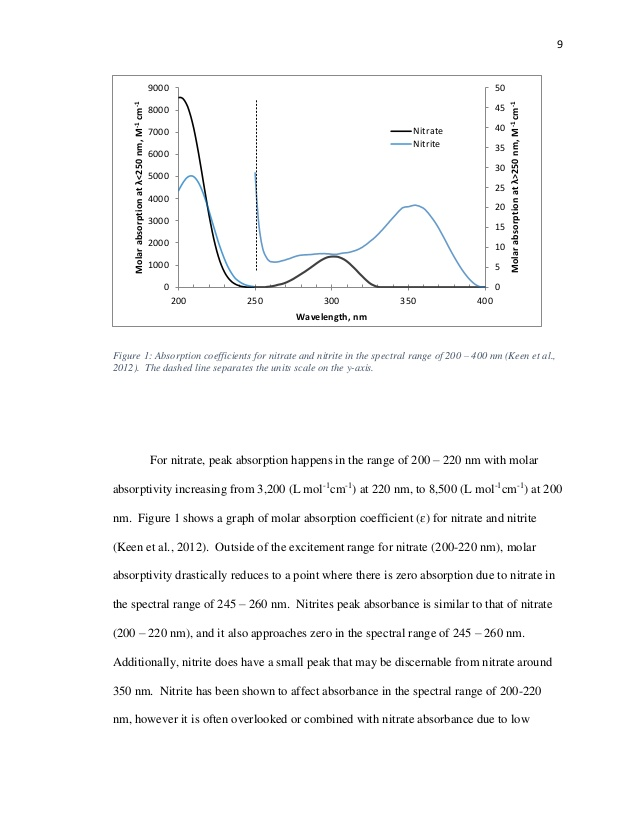 9
9000
8000
7000
6000
5000
4000
3000
2000
1000
0
Molar absorption at λ<250 nm, M-1 cm-1
50
45
40
35
30
25
20
15
10
5
0
Molar absorption at λ>250 nm, M-1 cm-1
Nitrate
Nitrite
200 250 300 350 400
Wavelength, nm
Figure 1: Absorption coefficients for nitrate and nitrite in the spectral range of 200 – 400 nm (Keen et al.,
2012). The dashed line separates the units scale on the y-axis.
For nitrate, peak absorption happens in the range of 200 – 220 nm with molar
absorptivity increasing from 3,200 (L mol-1cm-1) at 220 nm, to 8,500 (L mol-1cm-1) at 200
nm. Figure 1 shows a graph of molar absorption coefficient (ε) for nitrate and nitrite
(Keen et al., 2012). Outside of the excitement range for nitrate (200-220 nm), molar
absorptivity drastically reduces to a point where there is zero absorption due to nitrate in
the spectral range of 245 – 260 nm. Nitrites peak absorbance is similar to that of nitrate
(200 – 220 nm), and it also approaches zero in the spectral range of 245 – 260 nm.
Additionally, nitrite does have a small peak that may be discernable from nitrate around
350 nm. Nitrite has been shown to affect absorbance in the spectral range of 200-220
nm, however it is often overlooked or combined with nitrate absorbance due to low